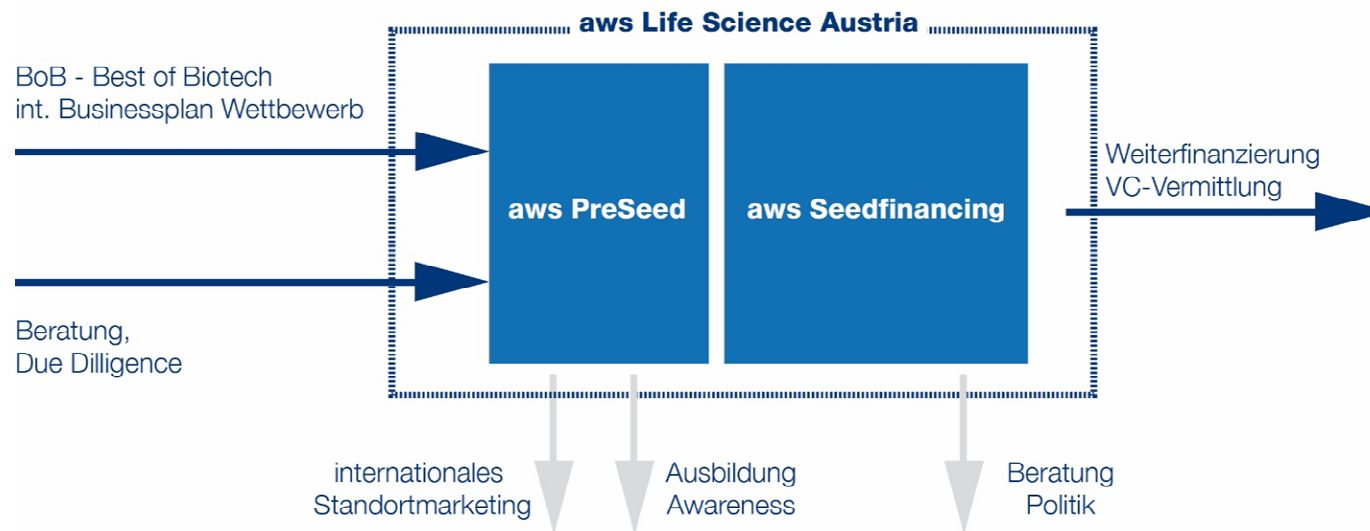 aws Life Science Austria
BoB - Best of Biotech
int. Businessplan Wettbewerb
aws PreSeed
aws Seedfinancing
Weiterfinanzierung
VC-Vermittlung
Beratung,
Due Dilligence
internationales
Standortmarketing
Ausbildung
Awareness
Beratung
Politik